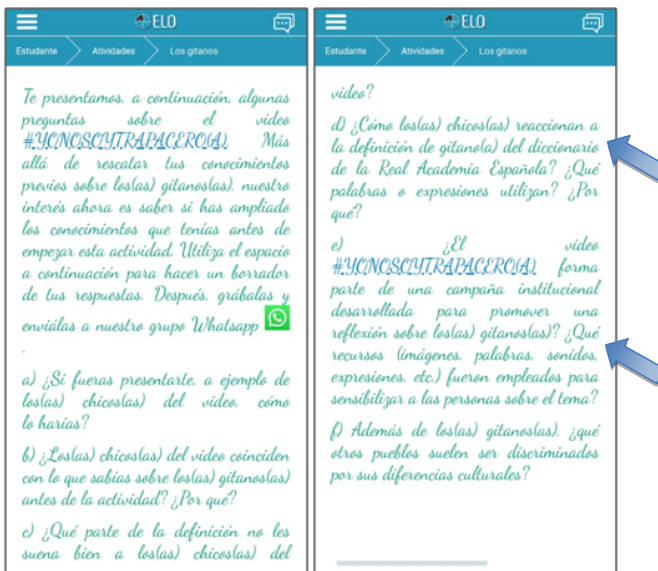 ELO
Estudante
Atividades
Los gitanos
Te presentamos, a continuación, algunas
preguntas sobre el video
#YONOSOYTRAPACERO(A). Más
allá de rescatar tus conocimientos
previos sobre los(as) gitanos(as), nuestro
interés ahora es saber si has ampliado
los conocimientos que tenías antes de
empezar esta actividad. Utiliza el espacio
a continuación para hacer un borrador
de tus respuestas. Después, grábalas y
enviálas a nuestro grupo Whatsapp
.
a) ¿Si fueras presentarte, a ejemplo de
los(as) chicos(as) del video, cómo
lo harías?
b) ¿Los(as) chicos(as) del video coinciden
con lo que sabías sobre los(as) gitanos(as)
antes de la actividad? ¿Por qué?
c) ¿Qué parte de la definición no les
suena bien a los(as) chicos(as) del
ELO
Estudante
Atividades
Los gitanos
video?
d) ¿Cómo los(as) chicos(as) reaccionan a
la definición de gitano(a) del diccionario
de la Real Academia Española? ¿Qué
palabras o expresiones utilizan? ¿Por
qué?
e) ¿El video
#YONOSOYTRAPACERO(A), forma
parte de una campaña institucional
desarrollada para promover una
reflexión sobre los(as) gitanos(as)? ¿Qué
recursos (imágenes, palabras, sonidos,
expresiones, etc.) fueron empleados para
sensibilizar a las personas sobre el tema?
f) Además de los(as) gitanos(as), ¿qué
otros pueblos suelen ser discriminados
por sus diferencias culturales?